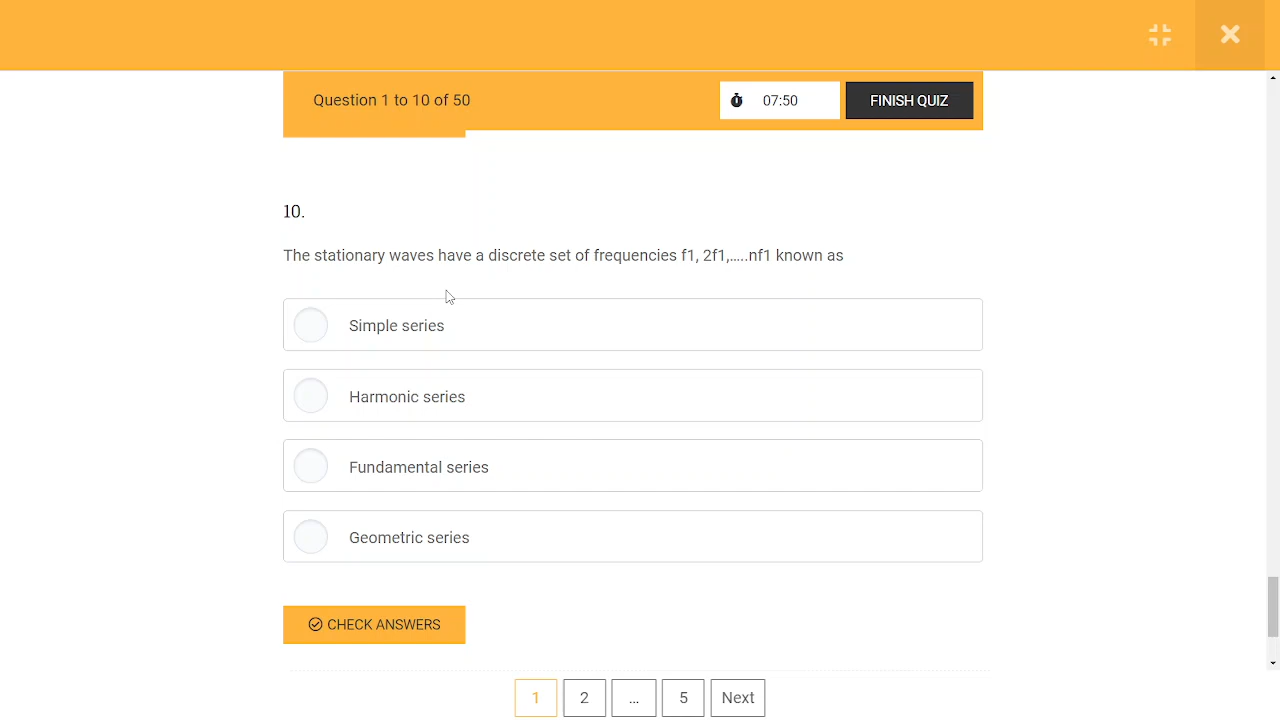 Question 1 to 10 of 50
07:50
FINISH QUIZ
10.
The stationary waves have a discrete set of frequencies f1, 2f1,.....nf1 known as
Simple series
Harmonic series
Fundamental series
Geometric series
CHECK ANSWERS
1 2 ... 5 Next